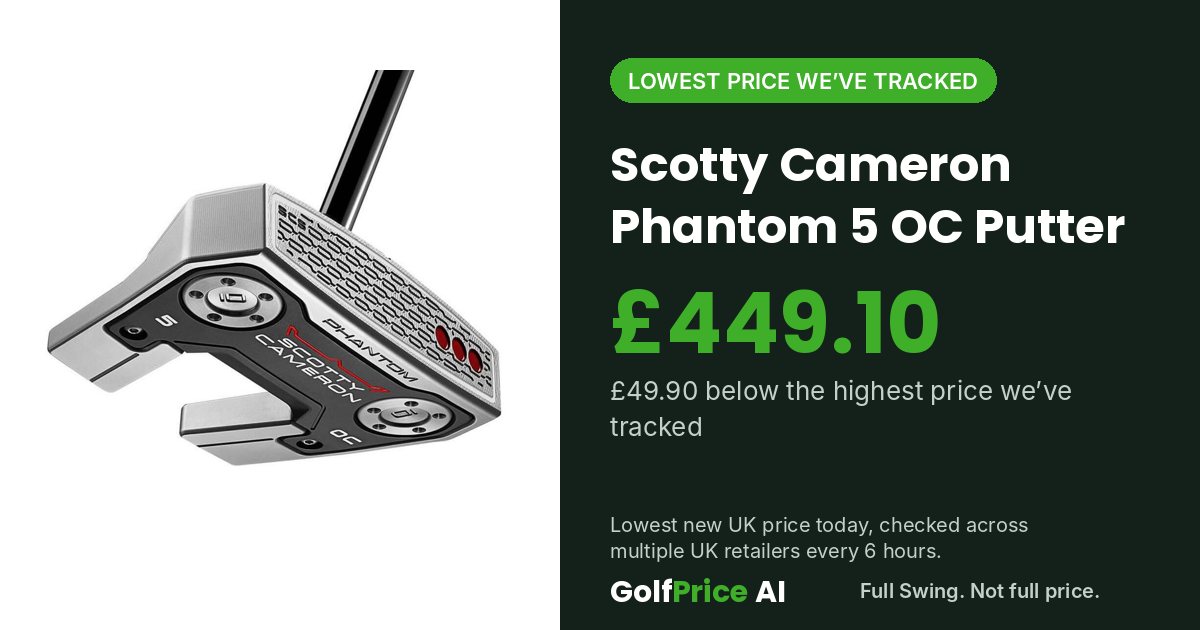 SCS
5
PHANTOM
SCOTTY
CAMERON
OC
LOWEST PRICE WE’VE TRACKED
Scotty Cameron
Phantom 5 OC Putter
£449.10
£49.90 below the highest price we’ve
tracked
Lowest new UK price today, checked across
multiple UK retailers every 6 hours.
GolfPrice AI
Full Swing. Not full price.